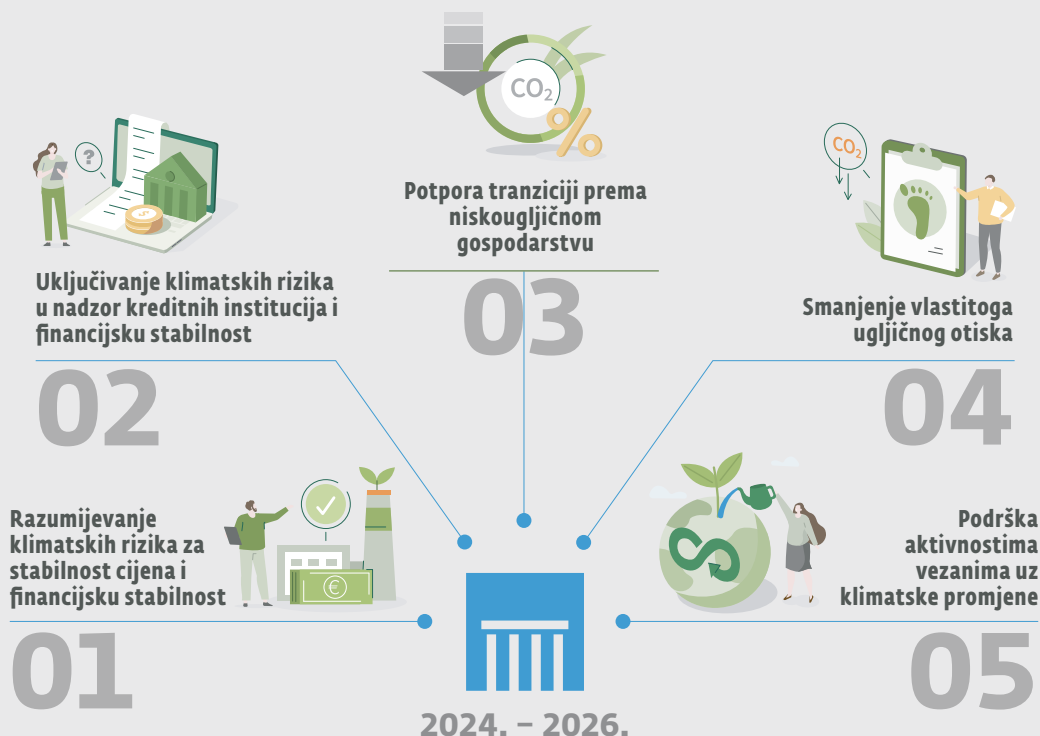 CO₂
%
Potpora tranziciji prema
niskougljičnom
gospodarstvu
03
?
$
Uključivanje klimatskih rizika
u nadzor kreditnih institucija i
financijsku stabilnost
02
CO₂
Smanjenje vlastitoga
ugljičnog otiska
04
Razumijevanje
klimatskih rizika za
stabilnost cijena i
financijsku stabilnost
01
€
Podrška
aktivnostima
vezanima uz
klimatske promjene
05
2024. – 2026.